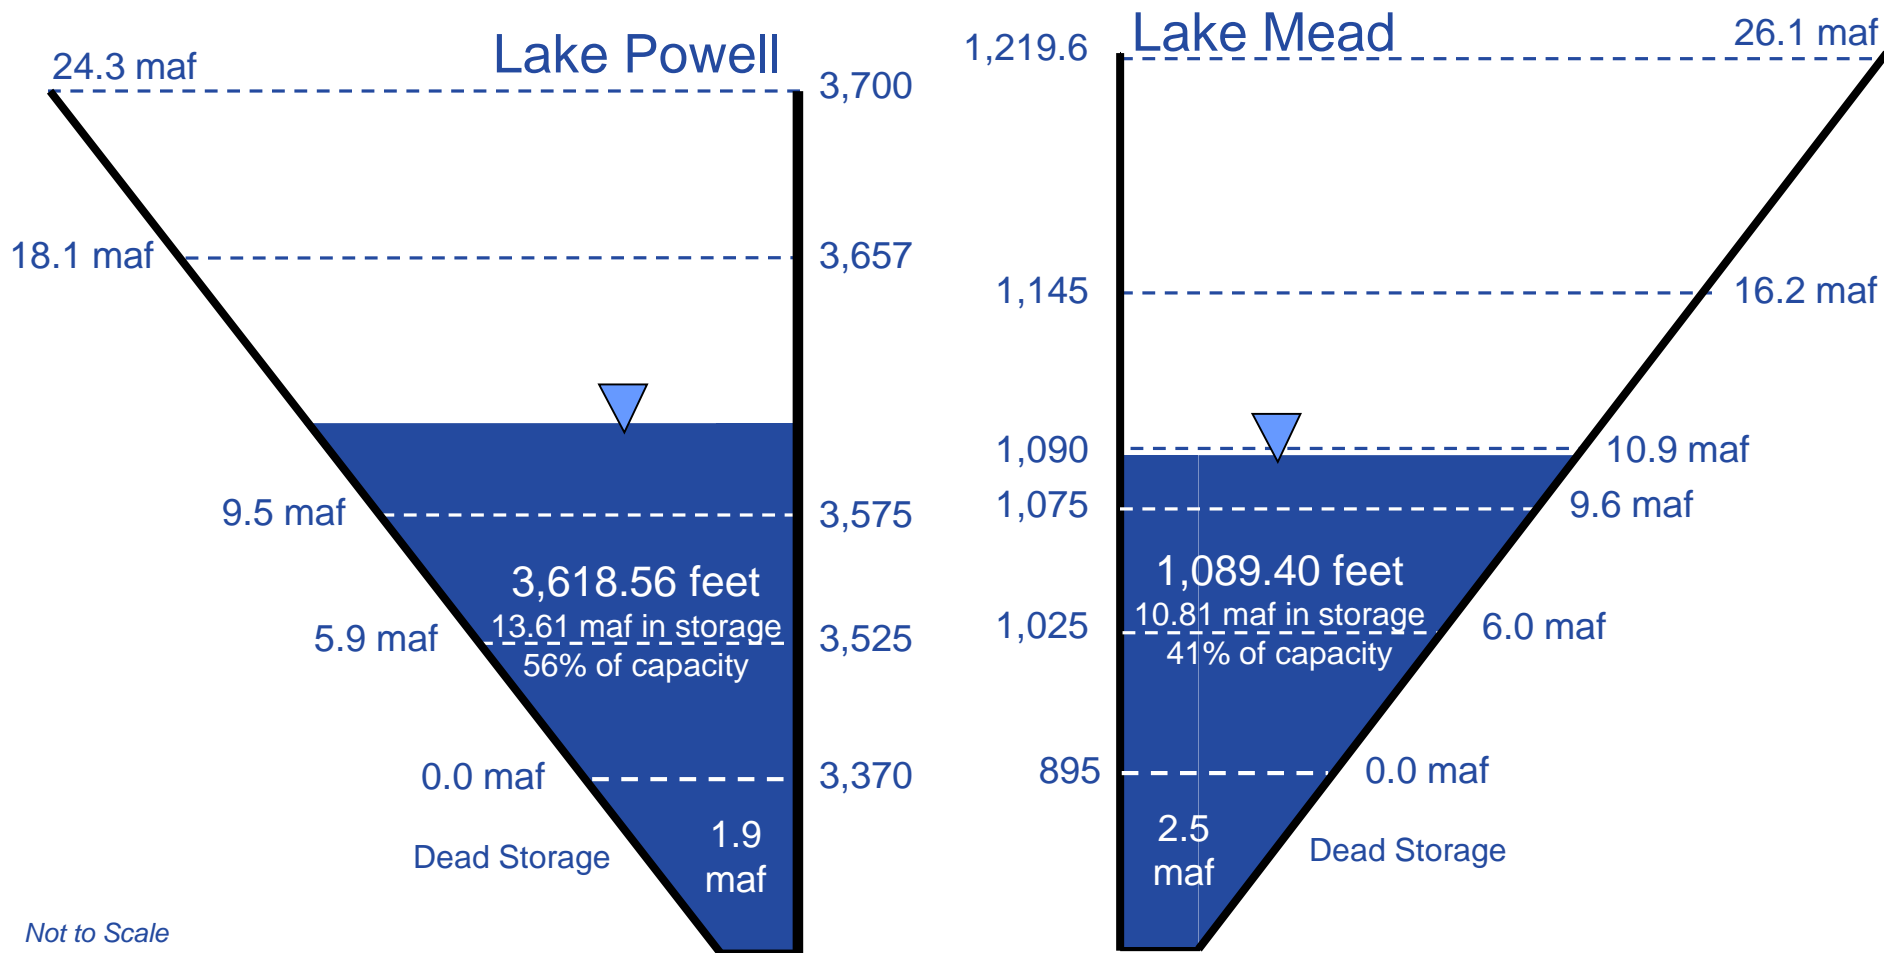 Lake Powell
24.3 maf
3,700
18.1 maf
3,657
9.5 maf
3,575
3,618.56 feet
13.61 maf in storage
5.9 maf
3,525
56% of capacity
0.0 maf
3,370
1.9
maf
Dead Storage
Not to Scale
Lake Mead
1,219.6
26.1 maf
1,145
16.2 maf
1,090
10.9 maf
1,075
9.6 maf
1,089.40 feet
10.81 maf in storage
1,025
6.0 maf
41% of capacity
895
0.0 maf
2.5
maf
Dead Storage